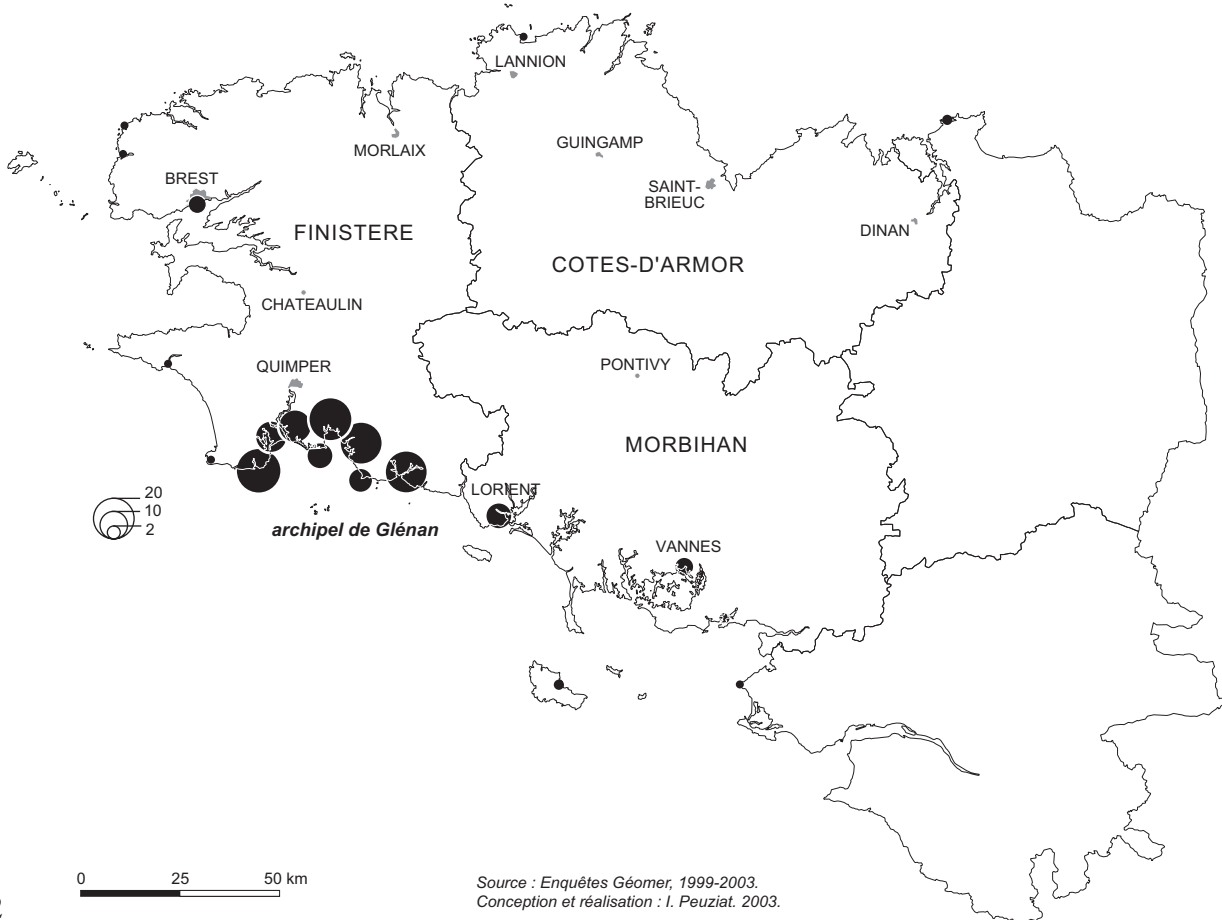 LANNION
MORLAIX
GUINGAMP
BREST
SAINT-
BRIEUC
DINAN
FINISTERE
COTES-D'ARMOR
CHATEAULIN
QUIMPER
PONTIVY
MORBIHAN
20
10
2
LORIENT
archipel de Glénan
VANNES
0 25 50 km
Source : Enquêtes Géomer, 1999-2003.
Conception et réalisation : I. Peuziat. 2003.